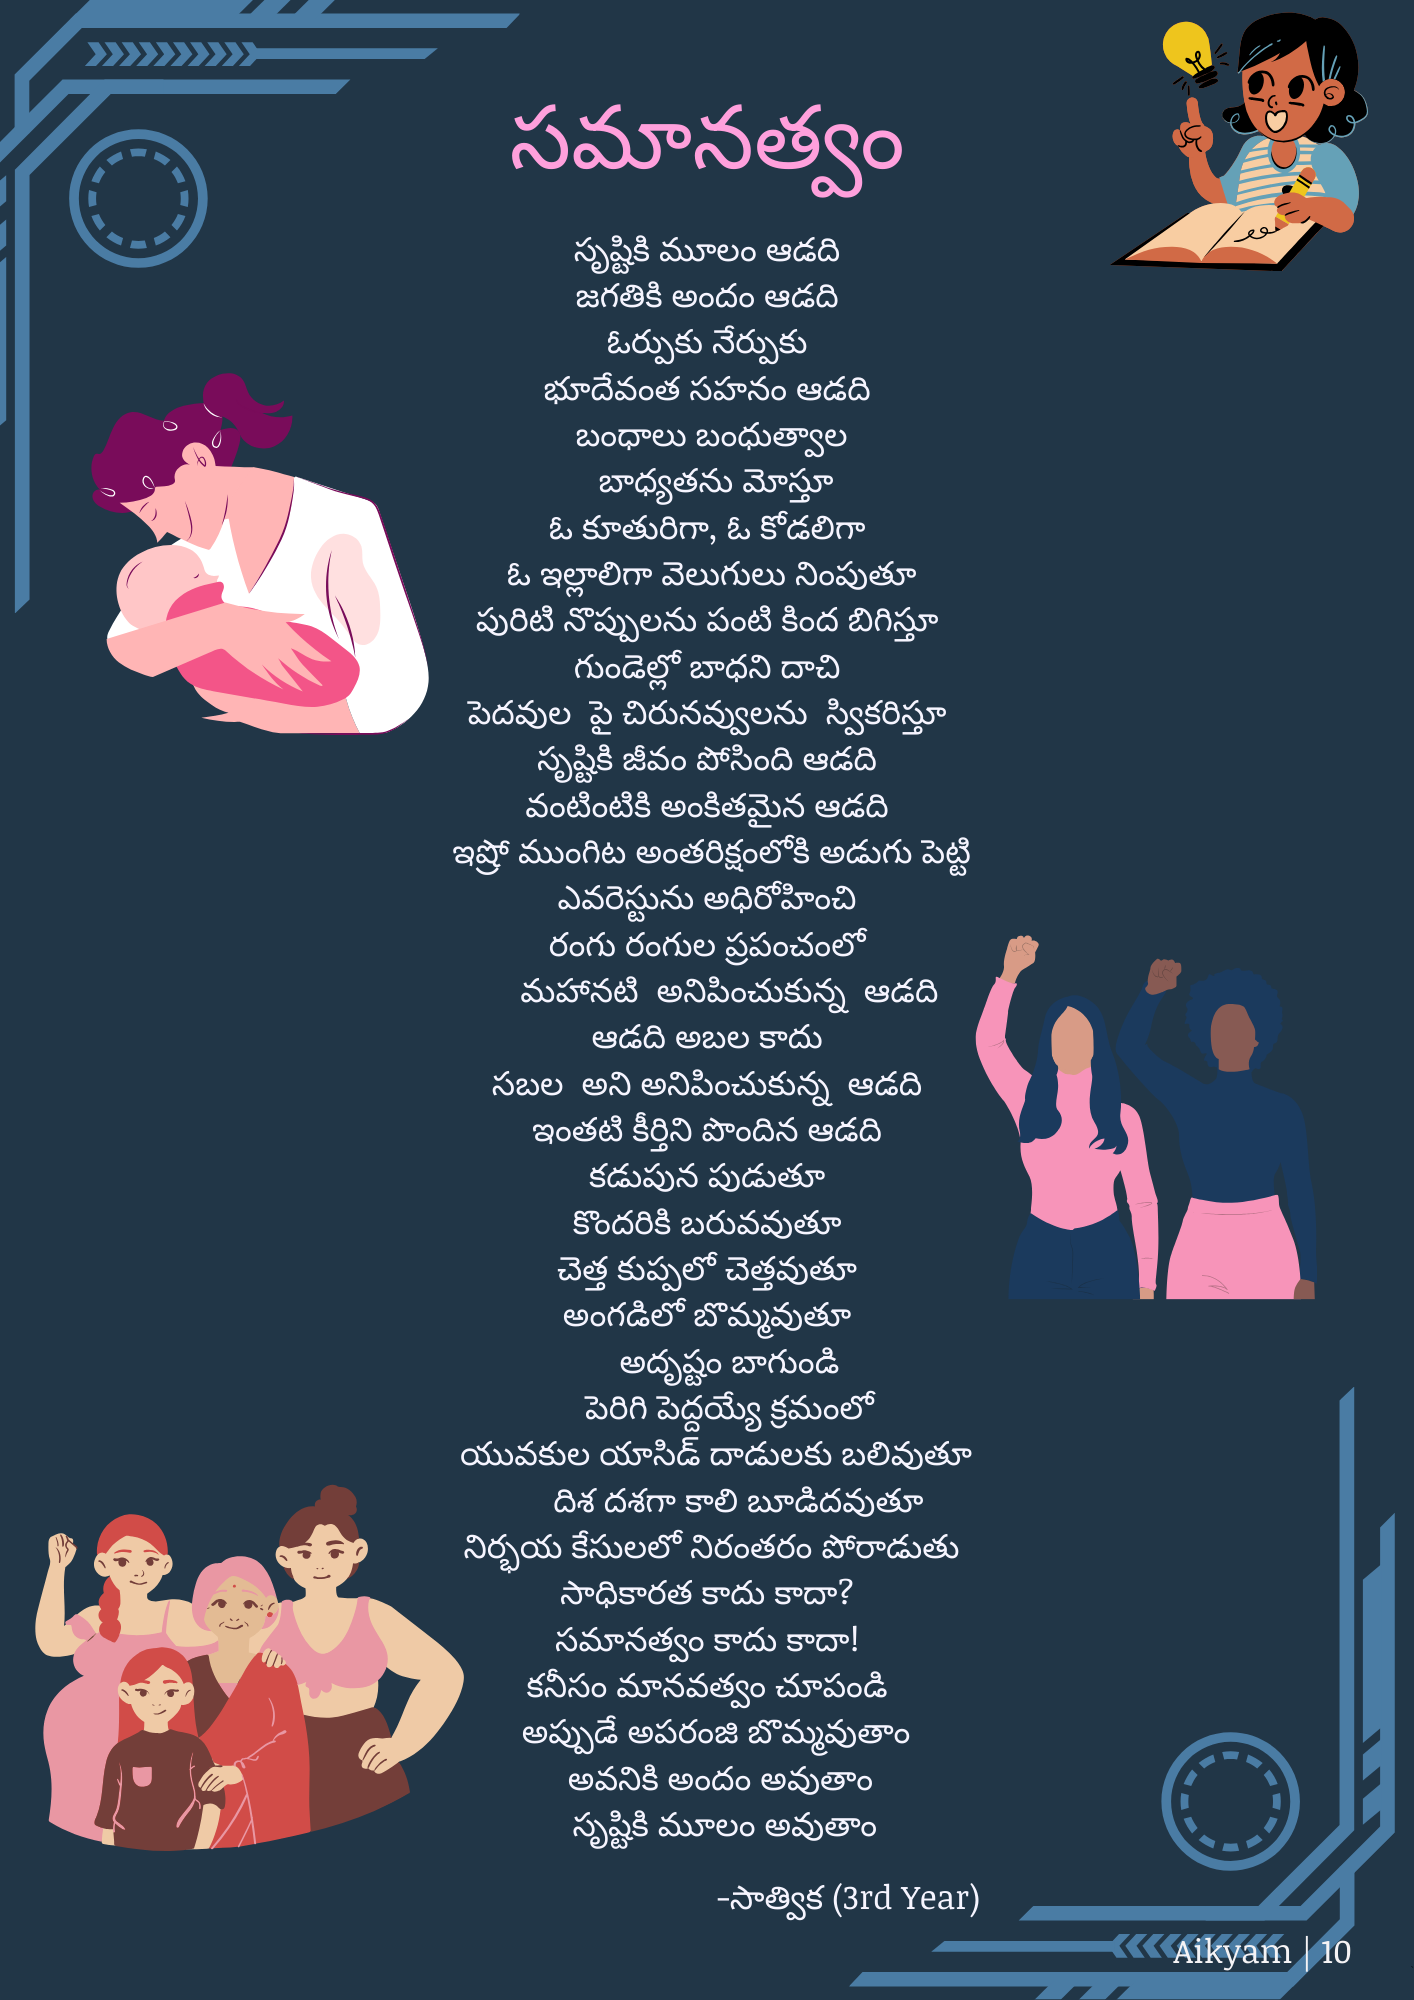 సమానత్వం
సృష్టికి మూలం ఆడది
జగతికి అందం ఆడది
ఓర్పుకు నేర్పుకు
భూదేవంత సహనం ఆడది
బంధాలు బంధుత్వాల
బాధ్యతను మోస్తూ
ఓ కూతురిగా, ఓ కోడలిగా
ఓ ఇల్లాలిగా వెలుగులు నింపుతూ
పురిటి నొప్పులను పంటి కింద బిగిస్తూ
గుండెల్లో బాధని దాచి
పెదవుల పై చిరునవ్వులను స్వికరిస్తూ
సృష్టికి జీవం పోసింది ఆడది
వంటింటికి అంకితమైన ఆడది
ఇష్రో ముంగిట అంతరిక్షంలోకి అడుగు పెట్టి
ఎవరెస్టును అధిరోహించి
రంగు రంగుల ప్రపంచంలో
మహానటి అనిపించుకున్న ఆడది
ఆడది అబల కాదు
సబల అని అనిపించుకున్న ఆడది
ఇంతటి కీర్తిని పొందిన ఆడది
కడుపున పుడుతూ
కొందరికి బరువవుతూ
చెత్త కుప్పలో చెత్తవుతూ
అంగడిలో బొమ్మవుతూ
అదృష్టం బాగుండి
పెరిగి పెద్దయ్యే క్రమంలో
యువకుల యాసిడ్ దాడులకు బలివుతూ
దిశ దశగా కాలి బూడిదవుతూ
నిర్భయ కేసులలో నిరంతరం పోరాడుతు
సాధికారత కాదు కాదా?
సమానత్వం కాదు కాదా!
కనీసం మానవత్వం చూపండి
అప్పుడే అపరంజి బొమ్మవుతాం
అవనికి అందం అవుతాం
సృష్టికి మూలం అవుతాం
-సాత్విక (3rd Year)
Aikyam | 10